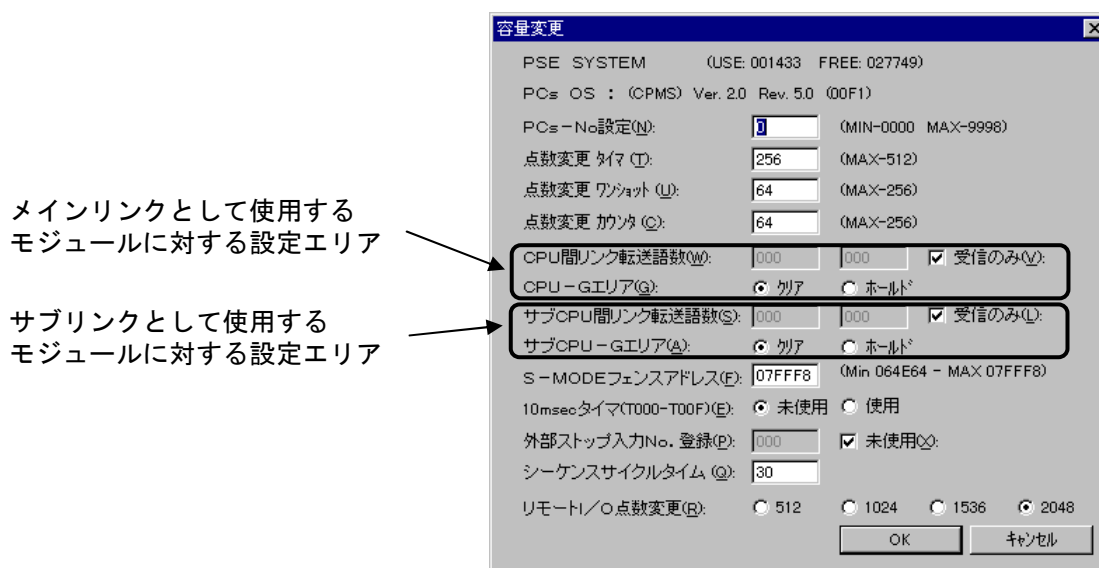 容量変更
PSE SYSTEM (USE: 001433 FREE: 027749)
PCs OS : (CPMS) Ver. 2.0 Rev. 5.0 (00F1)
PCs-No設定(N): 0 (MIN-0000 MAX-9998)
点数変更 タイマ (T): 256 (MAX-512)
点数変更 ワンショット (U): 64 (MAX-256)
点数変更 カウンタ (C): 64 (MAX-256)
メインリンクとして使用する
モジュールに対する設定エリア
CPU間リンク転送語数(W): 000 000 受信のみ(V):
CPU-Gエリア(G): クリア ホールド
サブリンクとして使用する
モジュールに対する設定エリア
サブCPU間リンク転送語数(S): 000 000 受信のみ(L):
サブCPU-Gエリア(A): クリア ホールド
S-MODEフェンスアドレス(F): 07FFF8 (Min 064E64 - MAX 07FFF8)
10msecタイマ(T000-T00F)(E): 未使用 使用
外部ストップ入力No. 登録(P): 000 未使用(X):
シーケンスサイクルタイム (Q): 30
リモートI/O点数変更(R): 512 1024 1536 2048
OK キャンセル